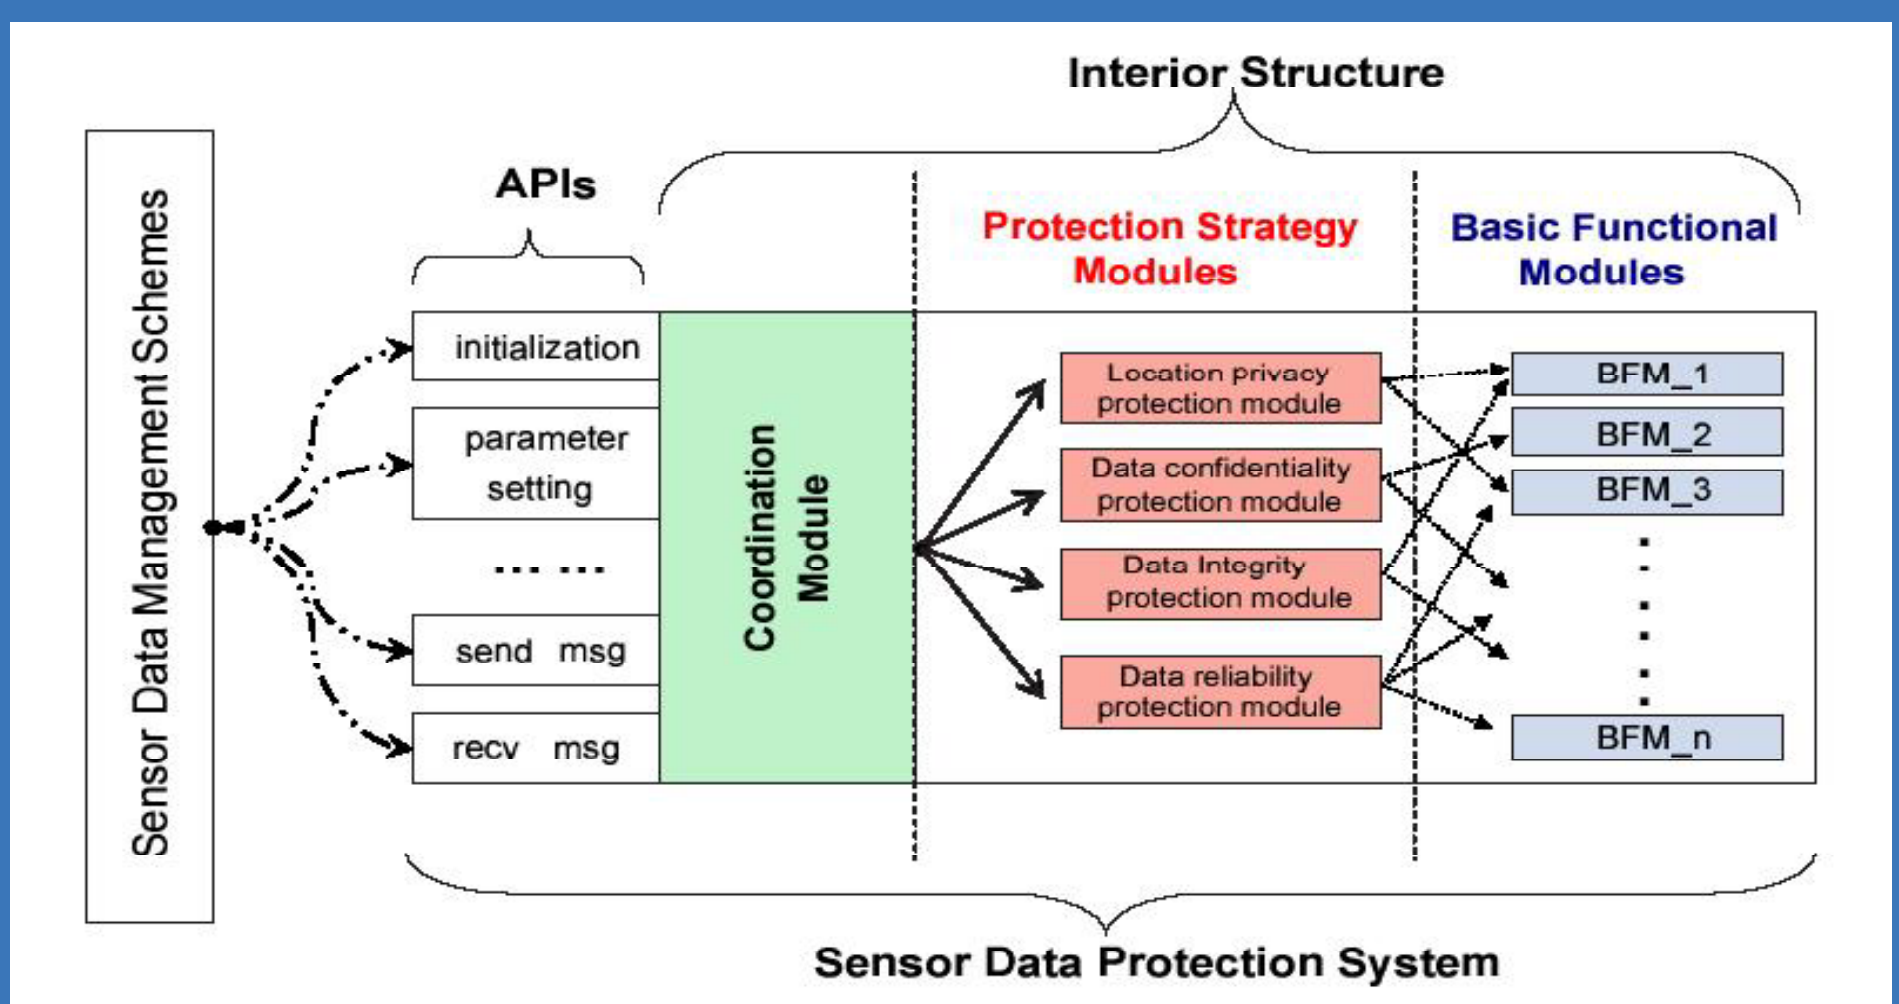 Interior Structure
APIs
Protection Strategy
Modules
Basic Functional
Modules
Sensor Data Management Schemes
initialization
parameter
setting
... ...
send msg
recv msg
Coordination
Module
Location privacy
protection module
Data confidentiality
protection module
Data Integrity
protection module
Data reliability
protection module
BFM_1
BFM_2
BFM_3
BFM_n
Sensor Data Protection System